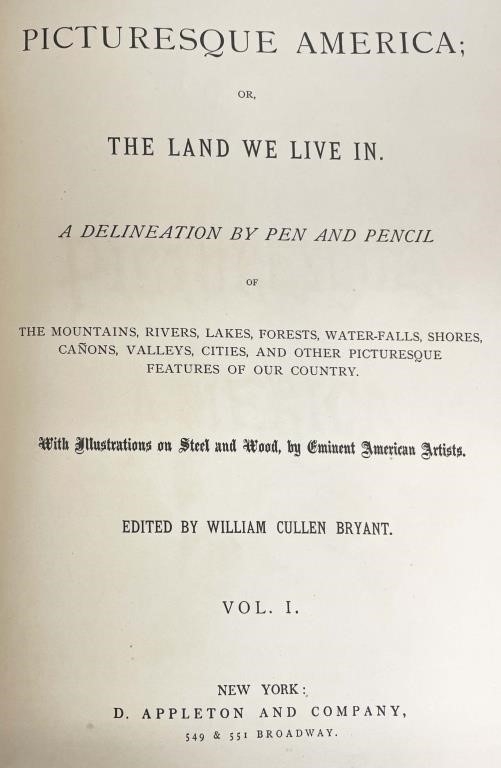 PICTURESQUE AMERICA;
OR,
THE LAND WE LIVE IN.
A DELINEATION BY PEN AND PENCIL
OF
THE MOUNTAINS, RIVERS, LAKES, FORESTS, WATER-FALLS, SHORES,
CAÑONS, VALLEYS, CITIES, AND OTHER PICTURESQUE
FEATURES OF OUR COUNTRY.
With Illustrations on Steel and Wood, by Eminent American Artists.
EDITED BY WILLIAM CULLEN BRYANT.
VOL. I.
NEW YORK:
D. APPLETON AND COMPANY,
549 & 551 BROADWAY.